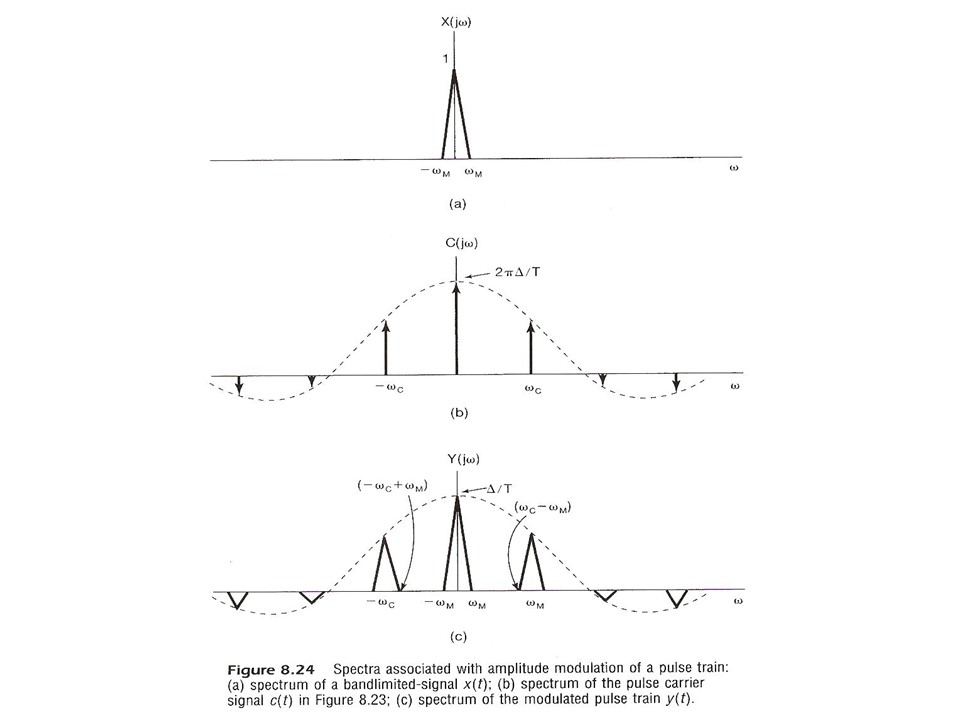 X(jω)
1
−ωM ωM ω
(a)
C(jω)
2πΔ/T
−ωC ωC ω
(b)
Y(jω)
(−ωC+ωM) Δ/T
(ωC−ωM)
−ωC −ωM ωM ωM ω
(c)
Figure 8.24 Spectra associated with amplitude modulation of a pulse train:
(a) spectrum of a bandlimited-signal x(t); (b) spectrum of the pulse carrier
signal c(t) in Figure 8.23; (c) spectrum of the modulated pulse train y(t).